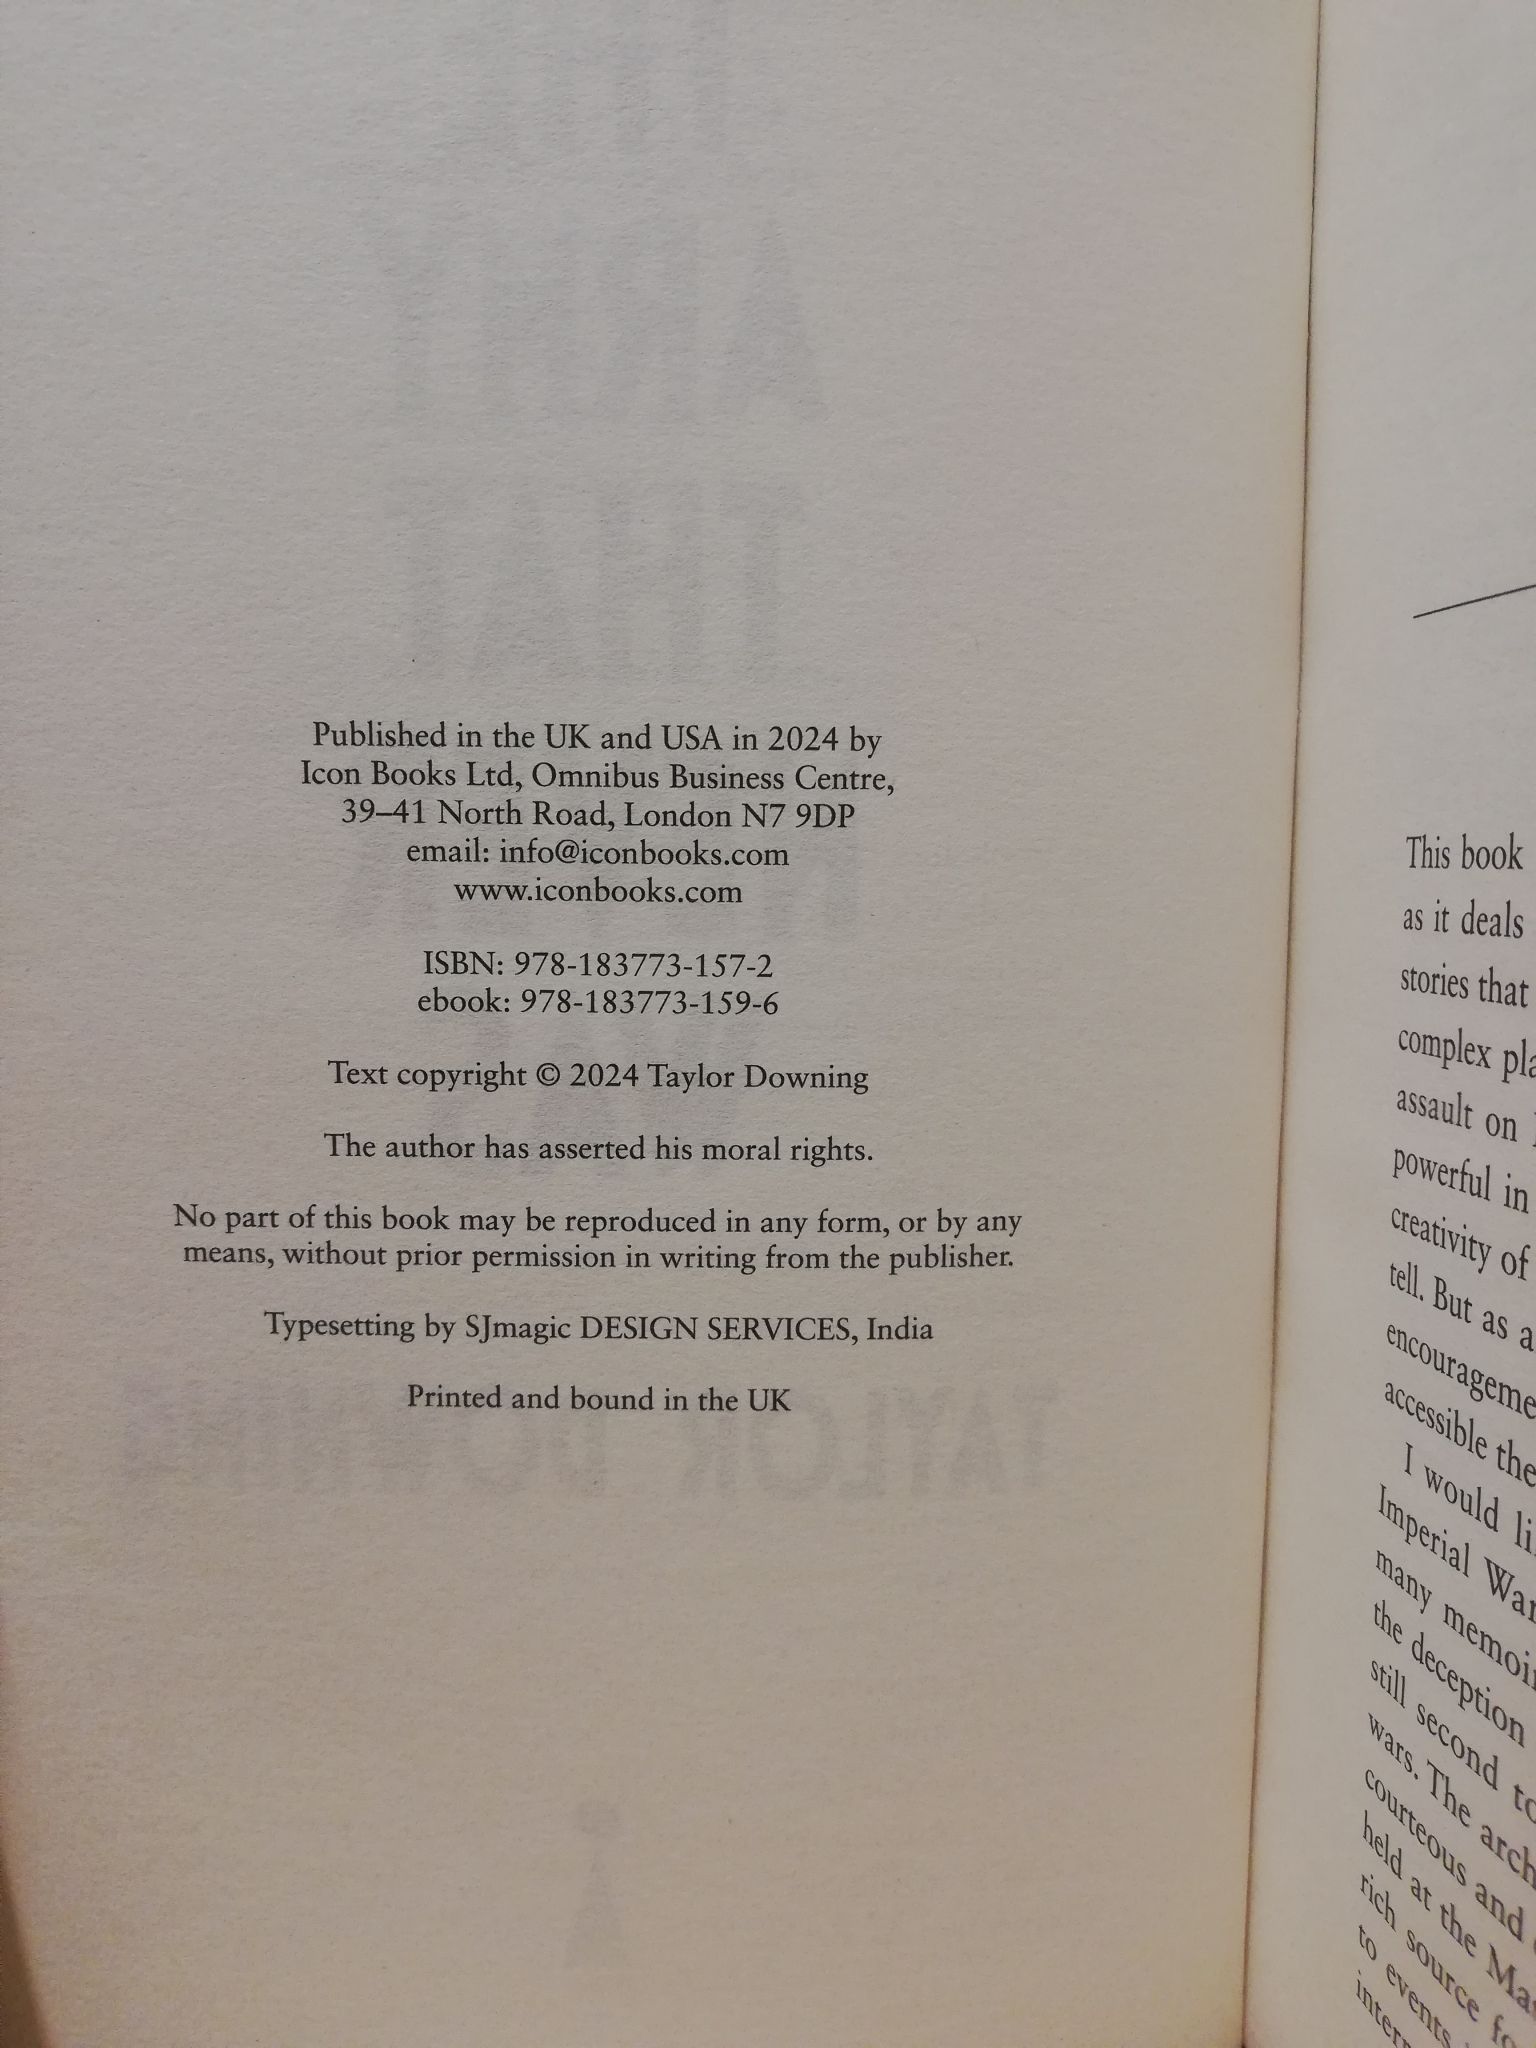 Published in the UK and USA in 2024 by
Icon Books Ltd, Omnibus Business Centre,
39–41 North Road, London N7 9DP
email: info@iconbooks.com
www.iconbooks.com
ISBN: 978-183773-157-2
ebook: 978-183773-159-6
Text copyright © 2024 Taylor Downing
The author has asserted his moral rights.
No part of this book may be reproduced in any form, or by any
means, without prior permission in writing from the publisher.
Typesetting by SJmagic DESIGN SERVICES, India
Printed and bound in the UK
This book
as it deals
stories that
complex
assault on
powerful in
creativity of
tell. But as a
accessible the
I would
Imperial
many
the deception
still second
wars. The
courteous and
held at the
rich source
to events